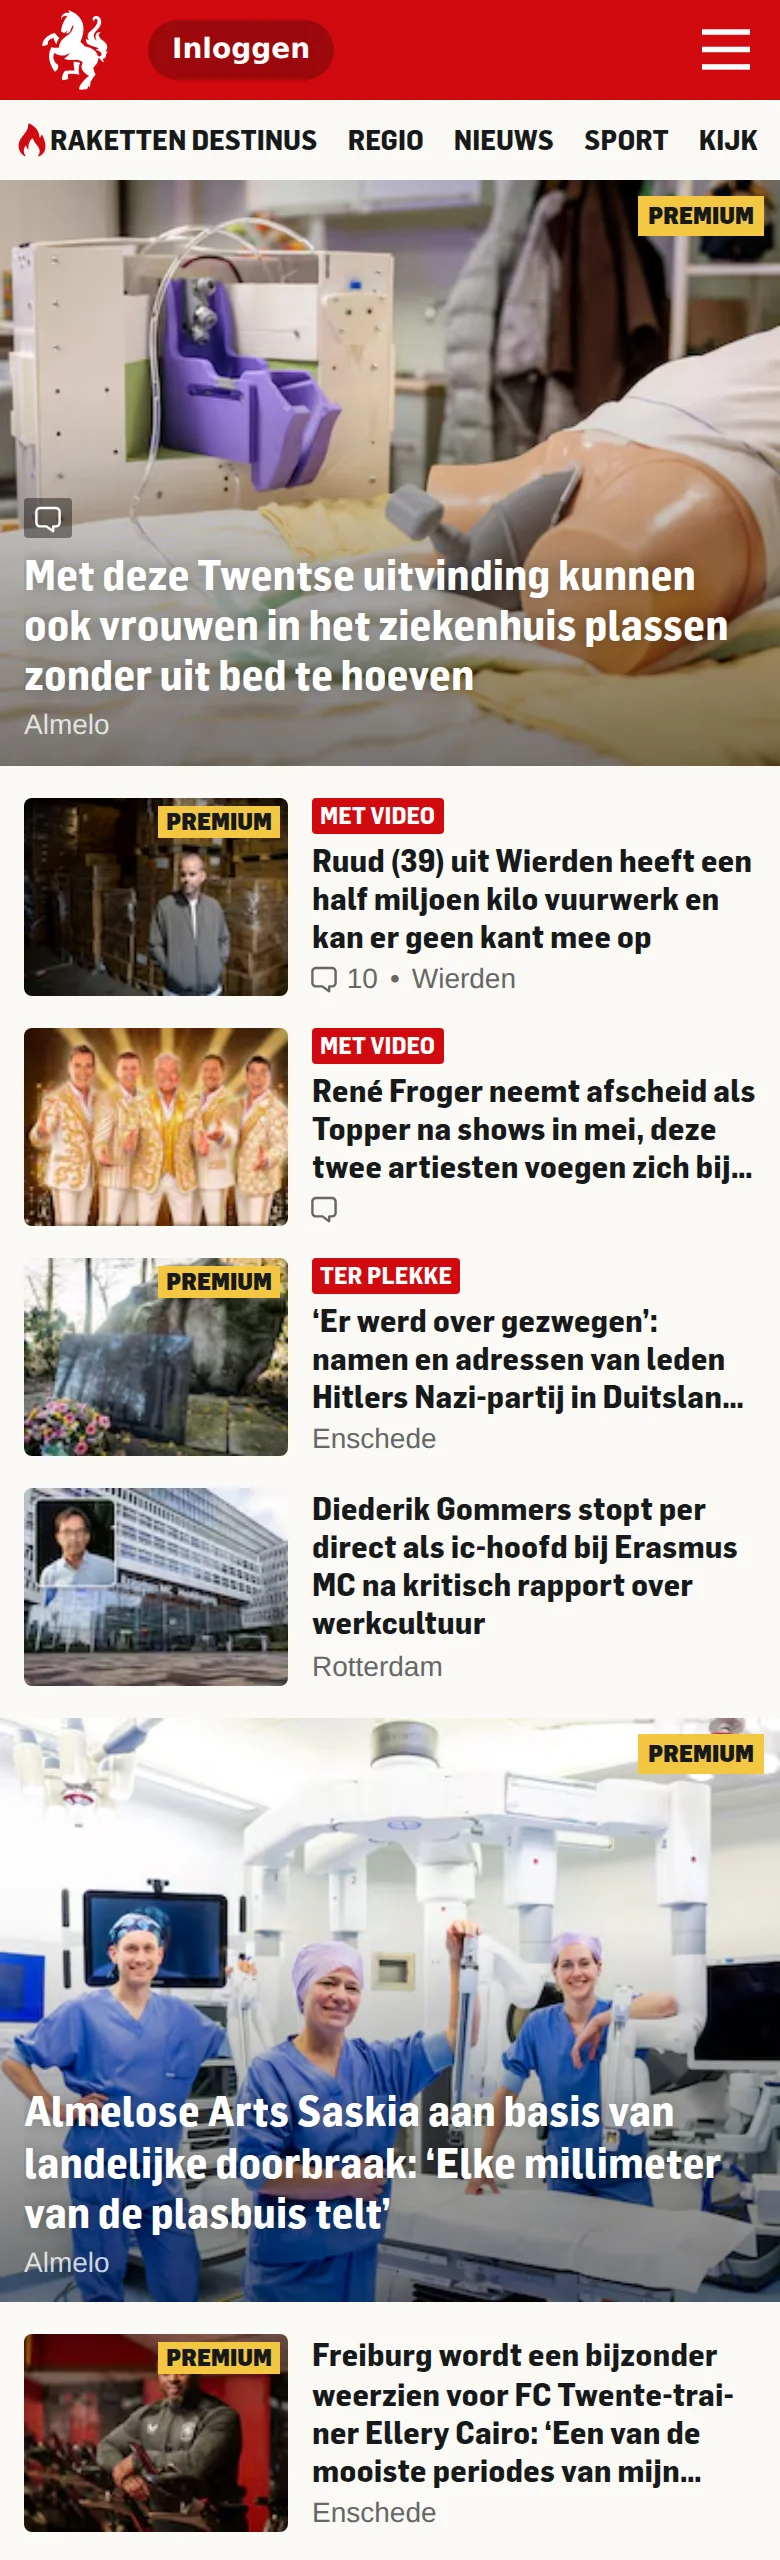 Inloggen
RAKETTEN DESTINUS REGIO NIEUWS SPORT KIJK
PREMIUM
Met deze Twentse uitvinding kunnen
ook vrouwen in het ziekenhuis plassen
zonder uit bed te hoeven
Almelo
PREMIUM
MET VIDEO
Ruud (39) uit Wierden heeft een
half miljoen kilo vuurwerk en
kan er geen kant mee op
10 • Wierden
MET VIDEO
René Froger neemt afscheid als
Topper na shows in mei, deze
twee artiesten voegen zich bij...
PREMIUM
TER PLEKKE
‘Er werd over gezwegen’:
namen en adressen van leden
Hitlers Nazi-partij in Duitslan...
Enschede
Diederik Gommers stopt per
direct als ic-hoofd bij Erasmus
MC na kritisch rapport over
werkcultuur
Rotterdam
PREMIUM
Almelose Arts Saskia aan basis van
landelijke doorbraak: ‘Elke millimeter
van de plasbuis telt’
Almelo
PREMIUM
Freiburg wordt een bijzonder
weerzien voor FC Twente-trai-
ner Ellery Cairo: ‘Een van de
mooiste periodes van mijn...
Enschede